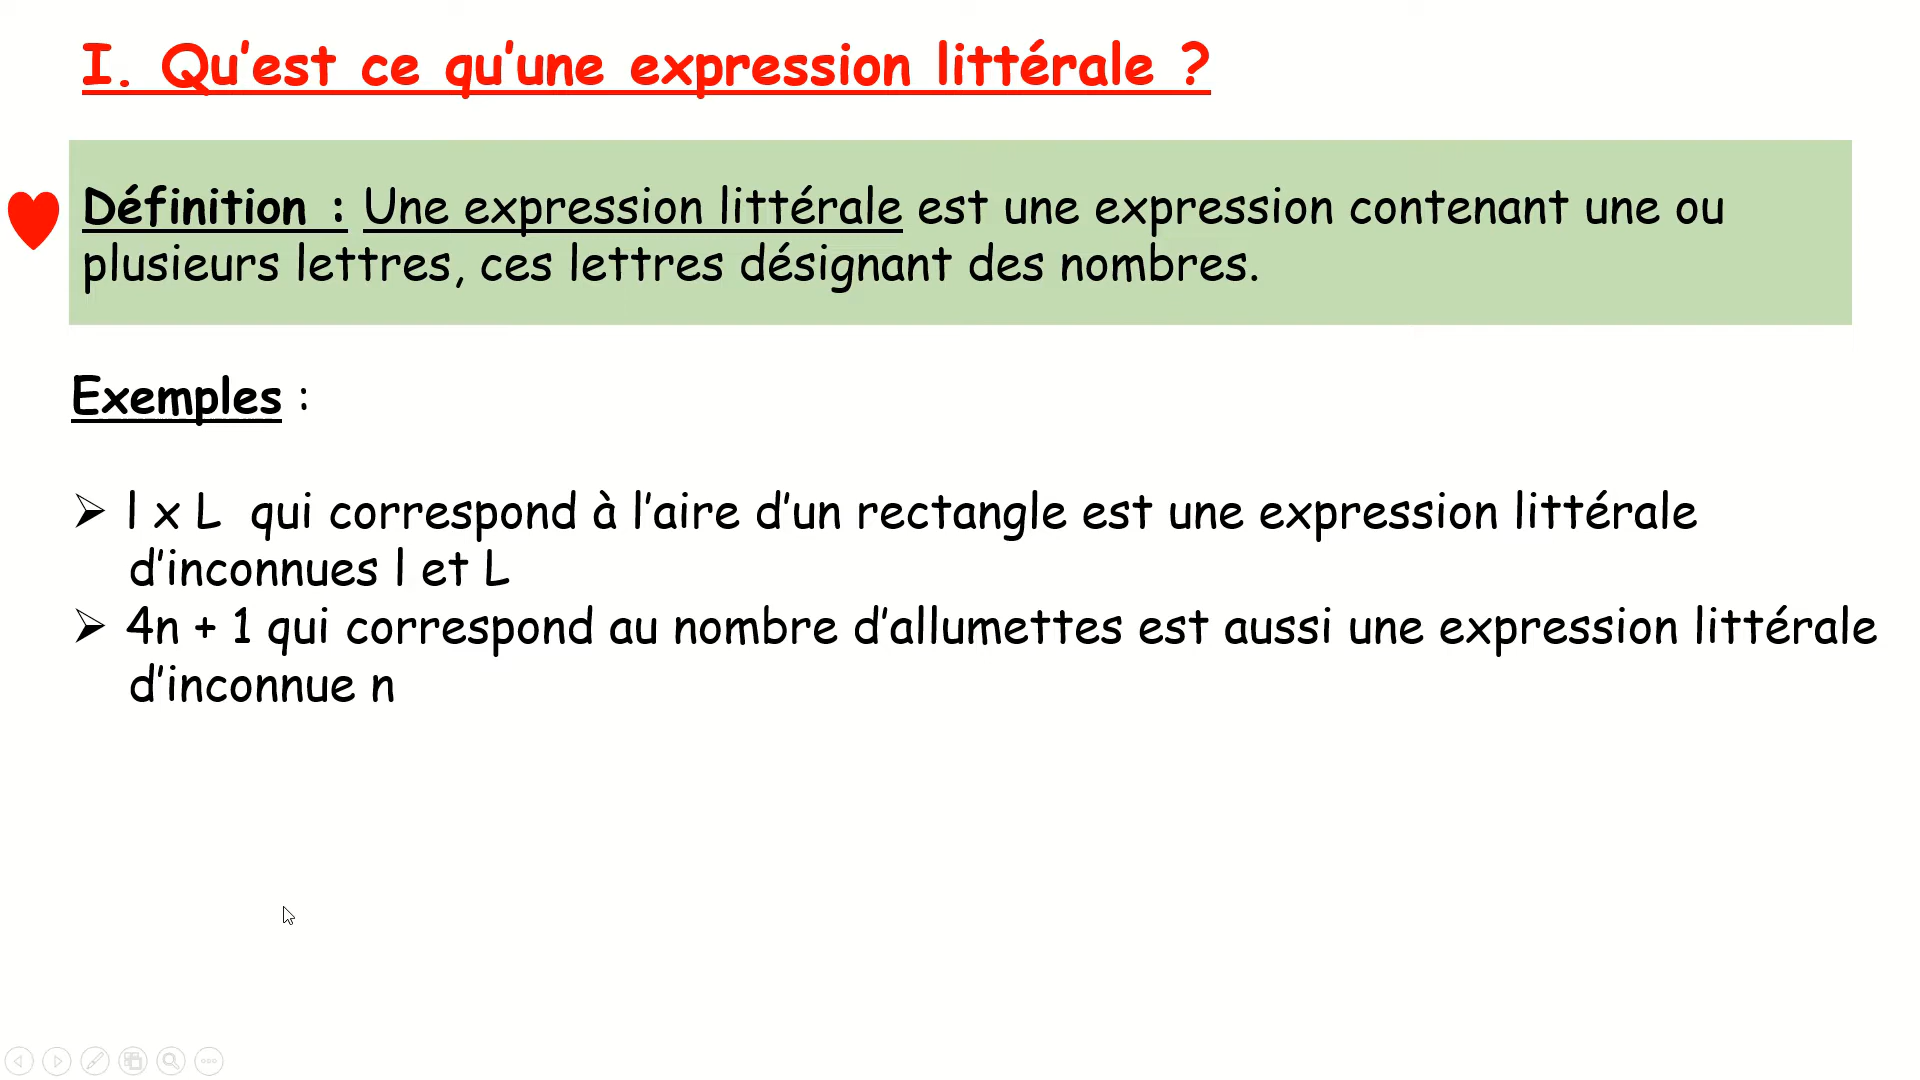 I. Qu’est ce qu’une expression littérale ?
Définition : Une expression littérale est une expression contenant une ou
plusieurs lettres, ces lettres désignant des nombres.
Exemples :
➢ l x L qui correspond à l’aire d’un rectangle est une expression littérale
d’inconnues l et L
➢ 4n + 1 qui correspond au nombre d’allumettes est aussi une expression littérale
d’inconnue n